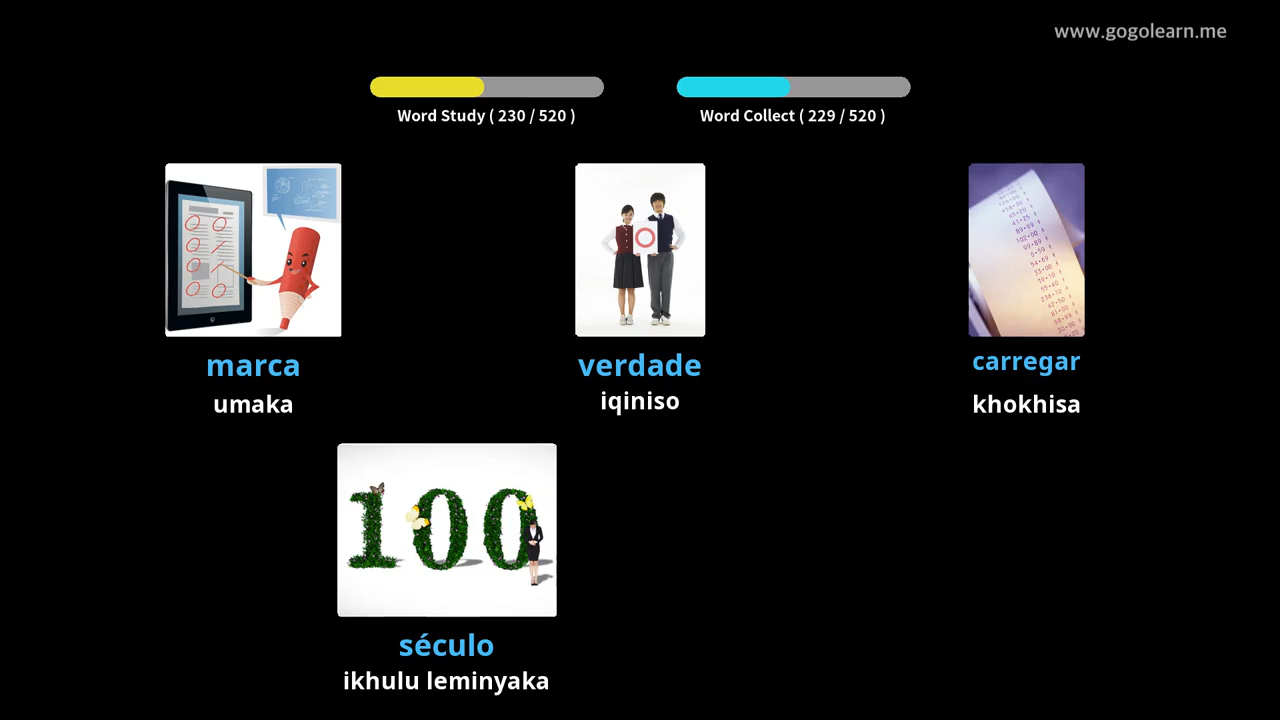 www.gogolearn.me
Word Study ( 230 / 520 )
Word Collect ( 229 / 520 )
marca
umaka
verdade
iqiniso
carregar
khokhisa
100
século
ikhulu leminyaka